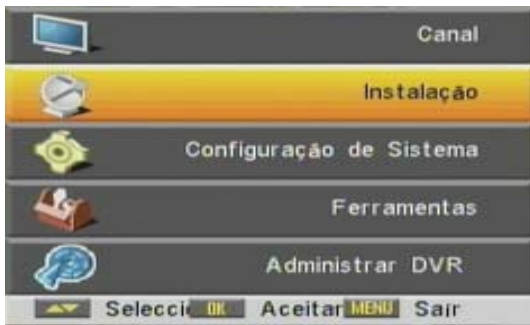 Canal
Instalação
Configuração de Sistema
Ferramentas
Administrar DVR
Selecci OK Aceitar MENU Sair